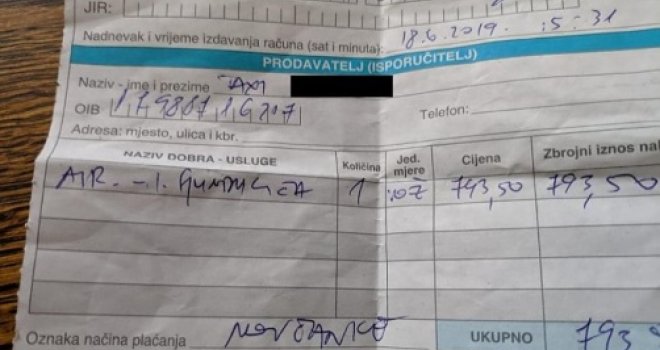 JIR:
Nadnevak i vrijeme izdavanja računa (sat i minuta): 18.6.2019. 15:31
PRODAVATELJ (ISPORUČITELJ)
Naziv - ime i prezime TAXI
OIB Telefon:
Adresa: mjesto, ulica i kbr.
NAZIV DOBRA - USLUGE Količina Jed. mjere Cijena Zbrojni iznos na
AIR. - I. GUNDULIĆA 1 793,50 793,50
Oznaka načina plaćanja UKUPNO 793